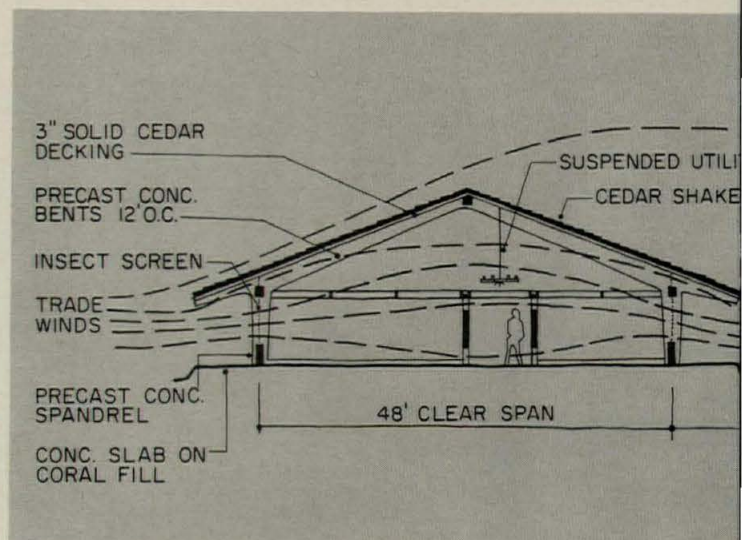 3" SOLID CEDAR
DECKING
PRECAST CONC.
BENTS 12' O.C.
INSECT SCREEN
TRADE
WINDS
PRECAST CONC.
SPANDREL
CONC. SLAB ON
CORAL FILL
SUSPENDED
CEDAR SHAKE
48' CLEAR SPAN